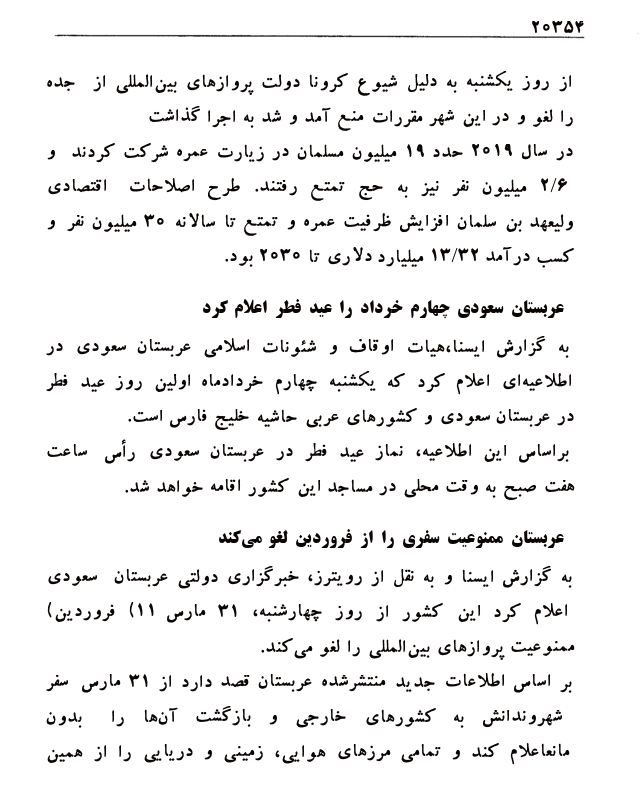 ۲۰۳۵۴
از روز یکشنبه به دلیل شیوع کرونا دولت پروازهای بین‌المللی از جده
را لغو و در این شهر مقررات منع آمد و شد به اجرا گذاشت
در سال ۲۰۱۹ حدد ۱۹ میلیون مسلمان در زیارت عمره شرکت کردند و
۲/۶ میلیون نفر نیز به حج تمتع رفتند. طرح اصلاحات اقتصادی
ولیعهد بن سلمان افزایش ظرفیت عمره و تمتع تا سالانه ۳۰ میلیون نفر و
کسب درآمد ۱۳/۳۲ میلیارد دلاری تا ۲۰۳۰ بود.
عربستان سعودی چهارم خرداد را عید فطر اعلام کرد
به گزارش ایسنا،هیات اوقاف و شئونات اسلامی عربستان سعودی در
اطلاعیه‌ای اعلام کرد که یکشنبه چهارم خردادماه اولین روز عید فطر
در عربستان سعودی و کشورهای عربی حاشیه خلیج فارس است.
براساس این اطلاعیه، نماز عید فطر در عربستان سعودی رأس ساعت
هفت صبح به وقت محلی در مساجد این کشور اقامه خواهد شد.
عربستان ممنوعیت سفری را از فروردین لغو می‌کند
به گزارش ایسنا و به نقل از رویترز، خبرگزاری دولتی عربستان سعودی
اعلام کرد این کشور از روز چهارشنبه، ۳۱ مارس ۱۱) فروردین)
ممنوعیت پروازهای بین‌المللی را لغو می‌کند.
بر اساس اطلاعات جدید منتشرشده عربستان قصد دارد از ۳۱ مارس سفر
شهروندانش به کشورهای خارجی و بازگشت آن‌ها را بدون
مانعاعلام کند و تمامی مرزهای هوایی، زمینی و دریایی را از همین